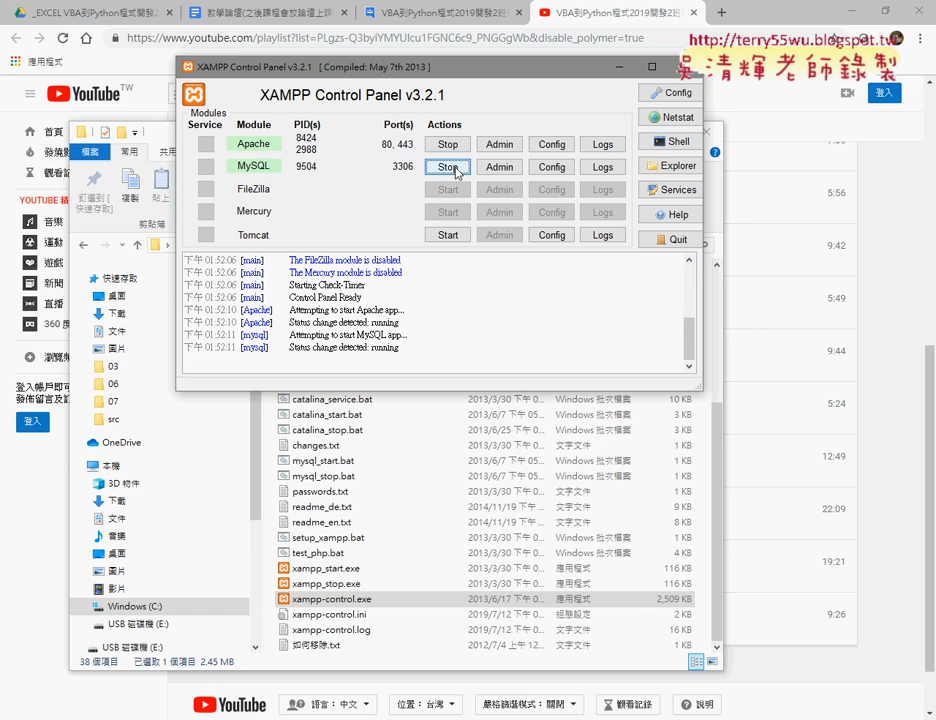 _EXCEL VBA到Python程式開發2
教學論壇(之後課程會放論壇上課
VBA到Python程式2019開發2班
VBA到Python程式2019開發2班
https://www.youtube.com/playlist?list=PLgzs-Q3byiYMYUlcu1FGNC6c9_PNGGgWb&disable_polymer=true
http://terry55wu.blogspot.tw
吳清輝老師錄製
應用程式
YouTube TW
登入
首頁
發燒
觀看
YOUTUBE 精
音樂
運動
遊戲
新聞
直播
360 度
瀏覽頻
登入帳戶即可
發佈留言及訂
登入
XAMPP Control Panel v3.2.1 [ Compiled: May 7th 2013 ]
XAMPP Control Panel v3.2.1
Modules
Service Module PID(s) Port(s) Actions
Apache 8424 2988 80, 443 Stop Admin Config Logs
MySQL 9504 3306 Stop Admin Config Logs
FileZilla Start Admin Config Logs
Mercury Start Admin Config Logs
Tomcat Start Admin Config Logs
Config
Netstat
Shell
Explorer
Services
Help
Quit
下午 01:52:06 [main] The FileZilla module is disabled
下午 01:52:06 [main] The Mercury module is disabled
下午 01:52:06 [main] Starting Check-Timer
下午 01:52:06 [main] Control Panel Ready
下午 01:52:10 [Apache] Attempting to start Apache app...
下午 01:52:10 [Apache] Status change detected: running
下午 01:52:11 [mysql] Attempting to start MySQL app...
下午 01:52:11 [mysql] Status change detected: running
檔案 常用 共用
釘選到 [
快速存取]
複製
貼上
剪貼簿
快速存取
桌面
下載
文件
圖片
03
06
07
src
OneDrive
本機
3D 物件
下載
文件
音樂
桌面
圖片
影片
Windows (C:)
USB 磁碟機 (E:)
USB 磁碟機 (E:)
catalina_service.bat 2013/3/30 下午 0... Windows 批次檔案 10 KB
catalina_start.bat 2013/6/7 下午 05... Windows 批次檔案 3 KB
catalina_stop.bat 2013/6/25 下午 0... Windows 批次檔案 3 KB
changes.txt 2013/3/30 下午 0... 文字文件 1 KB
mysql_start.bat 2013/6/7 下午 05... Windows 批次檔案 1 KB
mysql_stop.bat 2013/6/7 下午 05... Windows 批次檔案 1 KB
passwords.txt 2013/3/30 下午 0... 文字文件 1 KB
readme_de.txt 2014/11/19 下午... 文字文件 9 KB
readme_en.txt 2014/11/19 下午... 文字文件 8 KB
setup_xampp.bat 2013/3/30 下午 0... Windows 批次檔案 1 KB
test_php.bat 2013/3/30 下午 0... Windows 批次檔案 4 KB
xampp_start.exe 2013/3/30 下午 0... 應用程式 116 KB
xampp_stop.exe 2013/3/30 下午 0... 應用程式 116 KB
xampp-control.exe 2013/6/17 下午 0... 應用程式 2,509 KB
xampp-control.ini 2019/7/12 下午 0... 組態設定 2 KB
xampp-control.log 2019/7/12 下午 0... 文字文件 16 KB
如何移除.txt 2012/7/4 上午 12... 文字文件 1 KB
38 個項目 已選取 1 個項目 2.45 MB
5:56
9:42
5:49
9:44
5:24
12:49
22:09
19:21
9:26
YouTube
語言：中文
位置：台灣
嚴格篩選模式：關閉
觀看記錄
說明